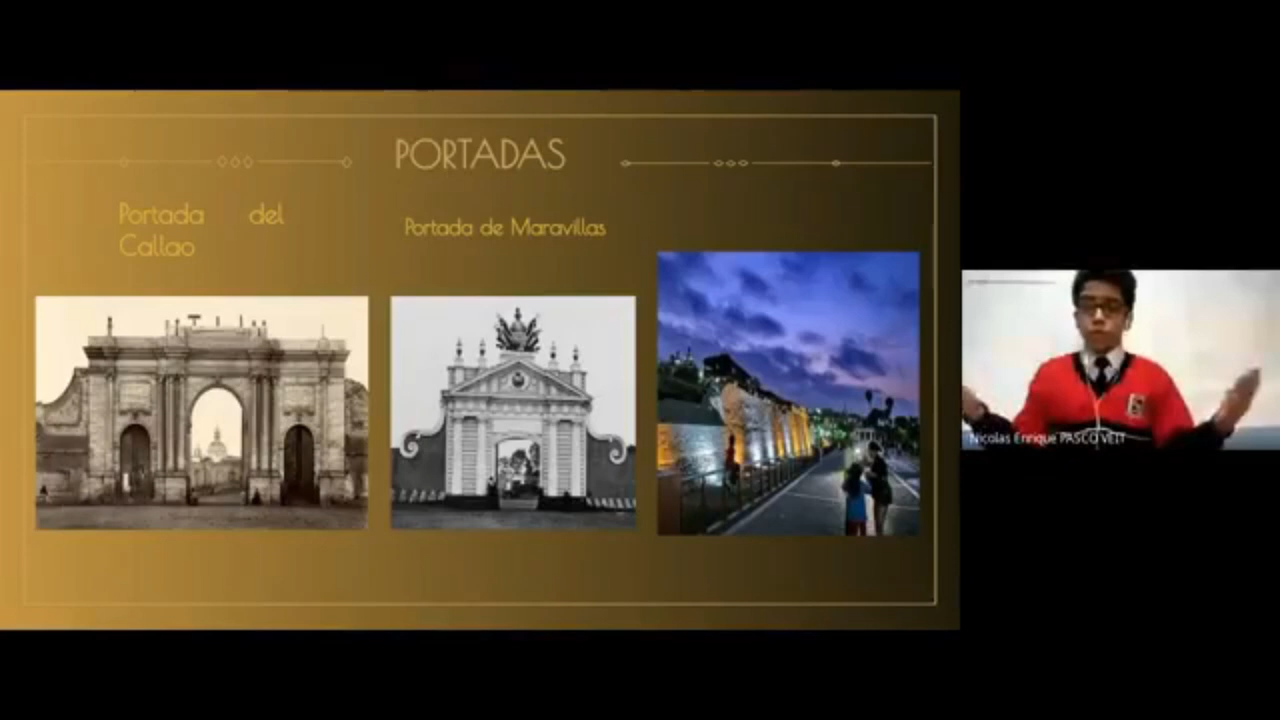 PORTADAS
Portada del
Callao
Portada de Maravillas
Nicolas Enrique PASCO VEIT